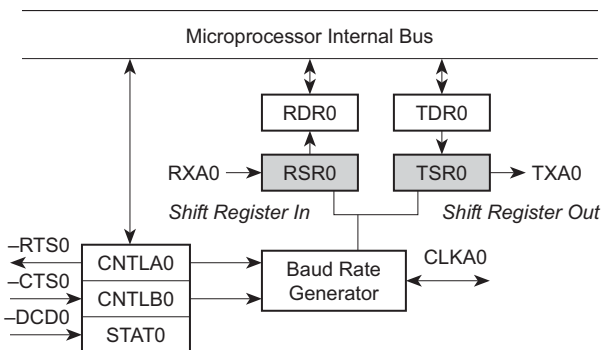 Microprocessor Internal Bus
RDR0
TDR0
RXA0
RSR0
TSR0
TXA0
Shift Register In
Shift Register Out
–RTS0
CNTLA0
Baud Rate
Generator
CLKA0
–CTS0
CNTLB0
–DCD0
STAT0